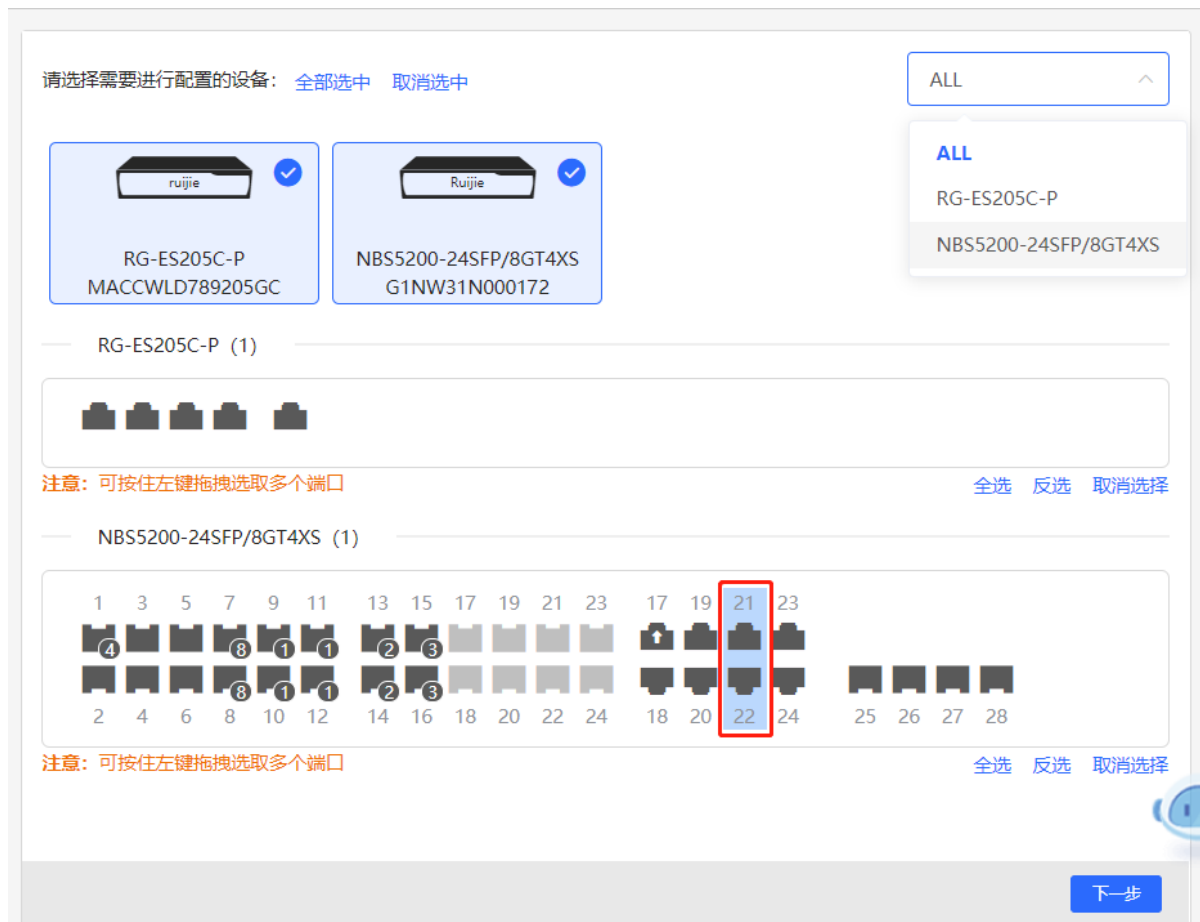 请选择需要进行配置的设备： 全部选中 取消选中
ALL
ALL
RG-ES205C-P
NBS5200-24SFP/8GT4XS
ruijie
RG-ES205C-P
MACCWLD789205GC
Ruijie
NBS5200-24SFP/8GT4XS
G1NW31N000172
RG-ES205C-P (1)
注意：可按住左键拖拽选取多个端口
全选 反选 取消选择
NBS5200-24SFP/8GT4XS (1)
1 3 5 7 9 11 13 15 17 19 21 23 17 19 21 23
4 8 1 1 2 3
8 1 1 2 3
2 4 6 8 10 12 14 16 18 20 22 24 18 20 22 24 25 26 27 28
注意：可按住左键拖拽选取多个端口
全选 反选 取消选择
下一步